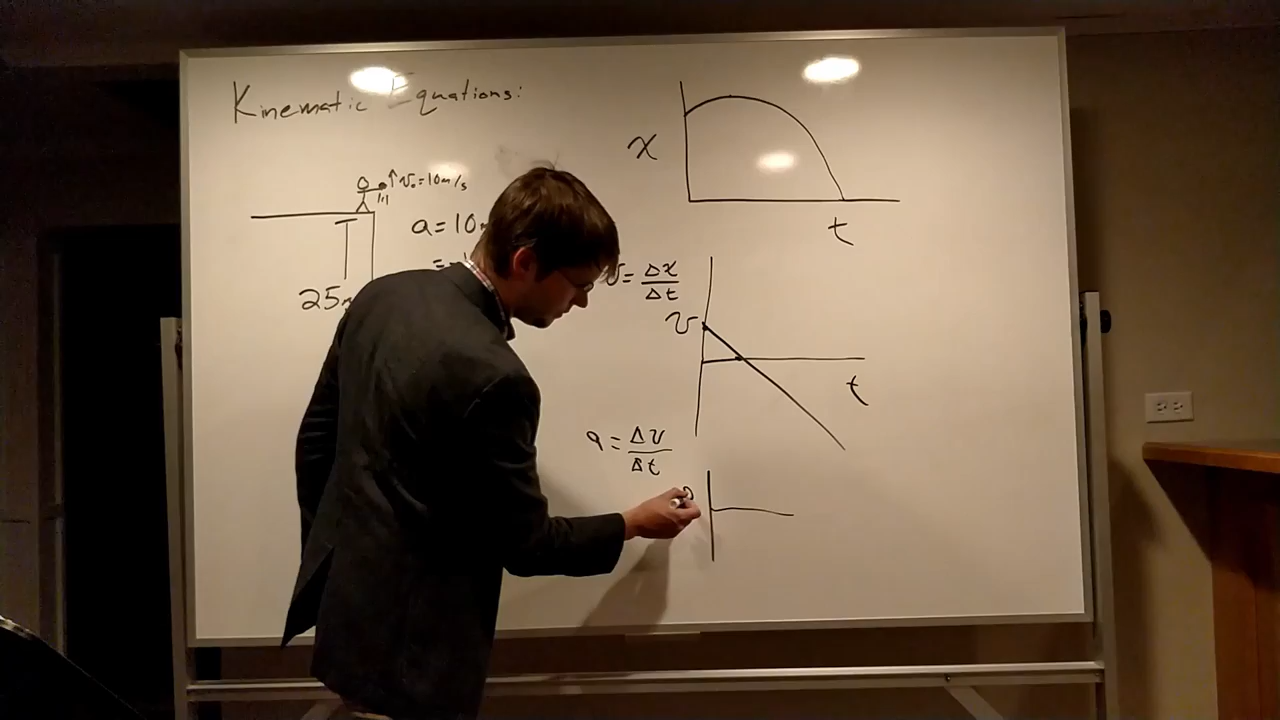 Kinematic Equations:
v₀=10m/s
a=10
25m
x
t
v=Δx/Δt
v
t
a=Δv/Δt